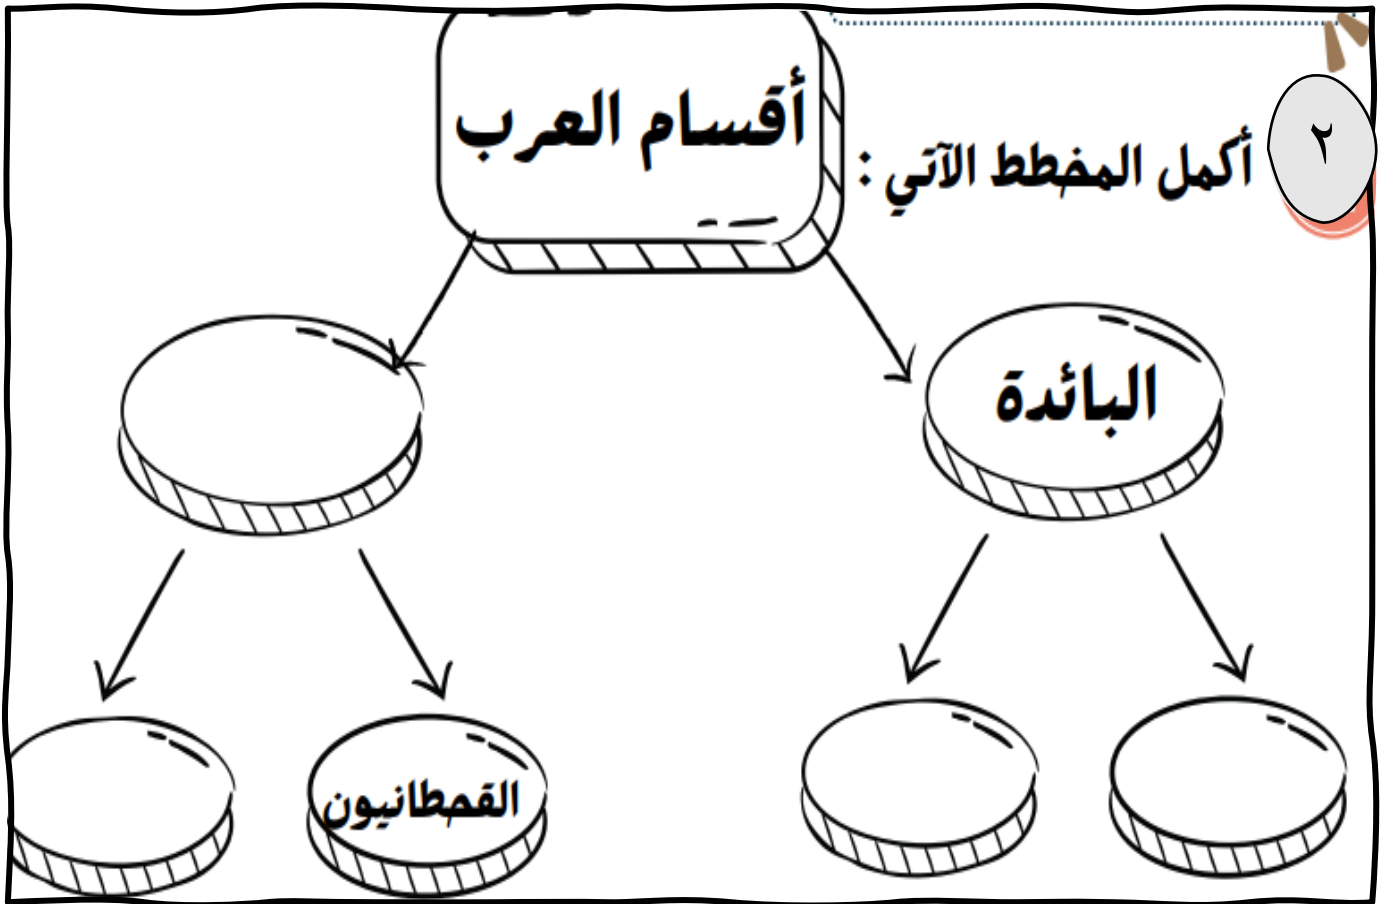 ٢
أكمل المخطط الآتي :
أقسام العرب
البائدة
القحطانيون